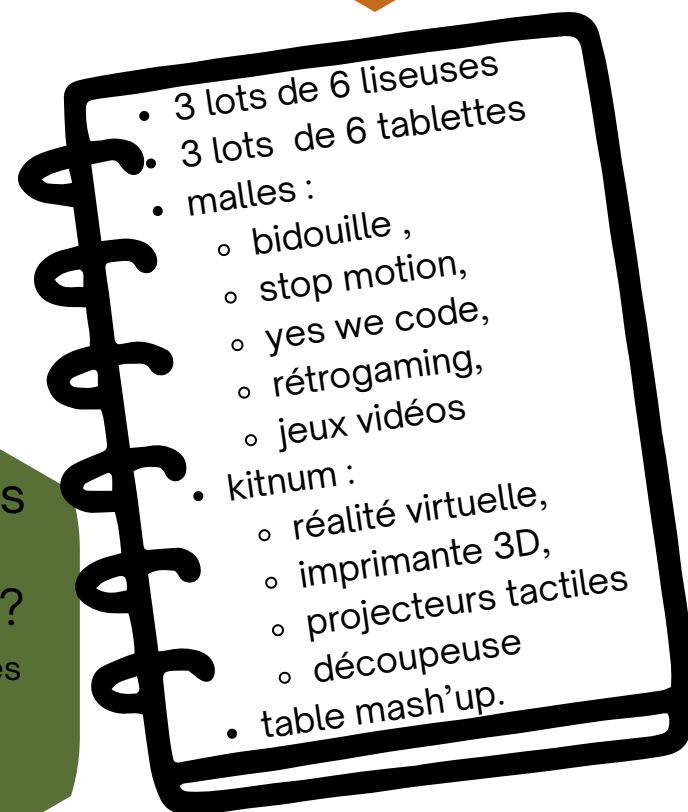 3 lots de 6 liseuses
3 lots de 6 tablettes
malles :
bidouille ,
stop motion,
yes we code,
rétrogaming,
jeux vidéos
kitnum :
réalité virtuelle,
imprimante 3D,
projecteurs tactiles
découpeuse
table mash'up.
s
?
es